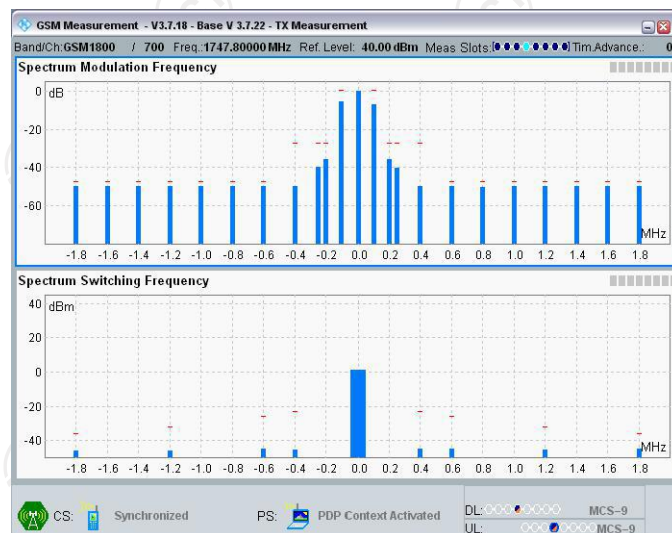 GSM Measurement - V3.7.18 - Base V 3.7.22 - TX Measurement
Band/Ch:GSM1800 / 700 Freq.:1747.80000 MHz Ref. Level: 40.00 dBm Meas Slots: Tim.Advance.: 0
Spectrum Modulation Frequency
dB
0
-20
-40
-60
MHz
-1.8 -1.6 -1.4 -1.2 -1.0 -0.8 -0.6 -0.4 -0.2 0.0 0.2 0.4 0.6 0.8 1.0 1.2 1.4 1.6 1.8
Spectrum Switching Frequency
40
dBm
20
0
-20
-40
MHz
-1.8 -1.6 -1.4 -1.2 -1.0 -0.8 -0.6 -0.4 -0.2 0.0 0.2 0.4 0.6 0.8 1.0 1.2 1.4 1.6 1.8
CS: Synchronized PS: PDP Context Activated DL: MCS-9
UL: MCS-9